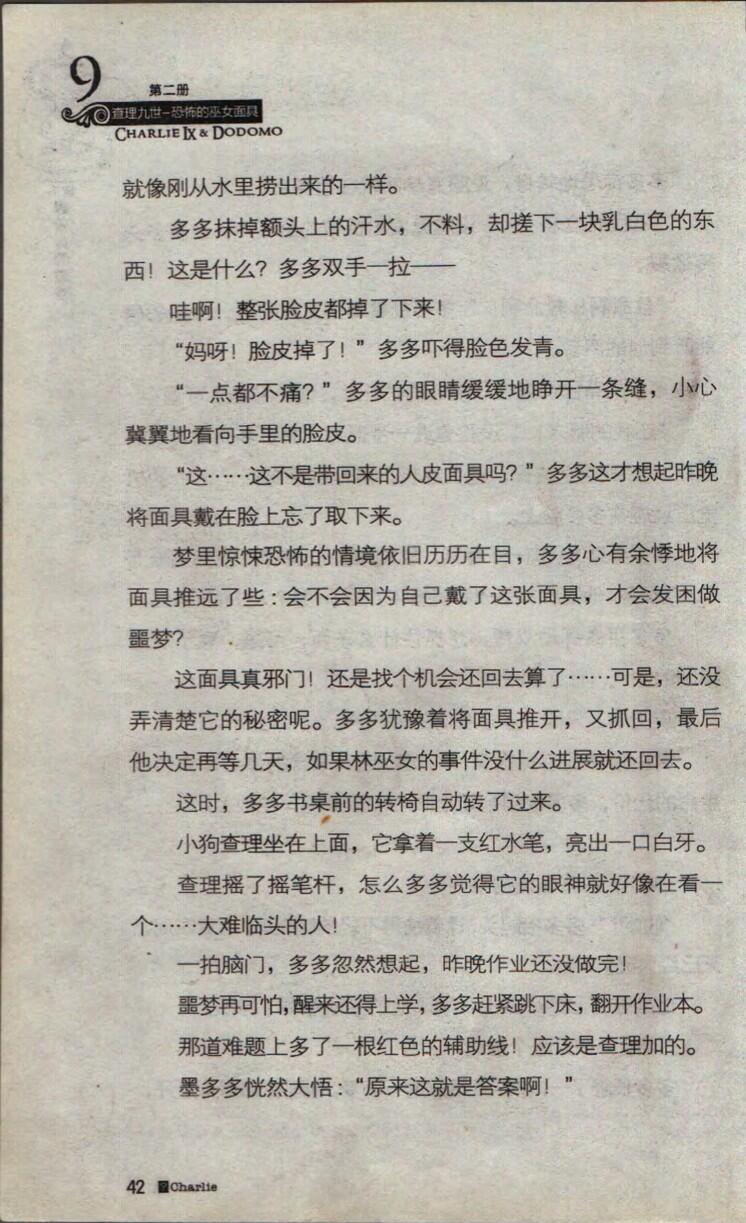 9
第二册
查理九世-恐怖的巫女面具
CHARLIE IX & DODOMO
就像刚从水里捞出来的一样。
多多抹掉额头上的汗水，不料，却搓下一块乳白色的东
西！这是什么？多多双手一拉——
哇啊！整张脸皮都掉了下来！
“妈呀！脸皮掉了！”多多吓得脸色发青。
“一点都不痛？”多多的眼睛缓缓地睁开一条缝，小心
翼翼地看向手里的脸皮。
“这……这不是带回来的人皮面具吗？”多多这才想起昨晚
将面具戴在脸上忘了取下来。
梦里惊悚恐怖的情境依旧历历在目，多多心有余悸地将
面具推远了些：会不会因为自己戴了这张面具，才会发困做
噩梦？
这面具真邪门！还是找个机会还回去算了……可是，还没
弄清楚它的秘密呢。多多犹豫着将面具推开，又抓回，最后
他决定再等几天，如果林巫女的事件没什么进展就还回去。
这时，多多书桌前的转椅自动转了过来。
小狗查理坐在上面，它拿着一支红水笔，亮出一口白牙。
查理摇了摇笔杆，怎么多多觉得它的眼神就好像在看一
个……大难临头的人！
一拍脑门，多多忽然想起，昨晚作业还没做完！
噩梦再可怕，醒来还得上学，多多赶紧跳下床，翻开作业本。
那道难题上多了一根红色的辅助线！应该是查理加的。
墨多多恍然大悟：“原来这就是答案啊！”
42 Charlie